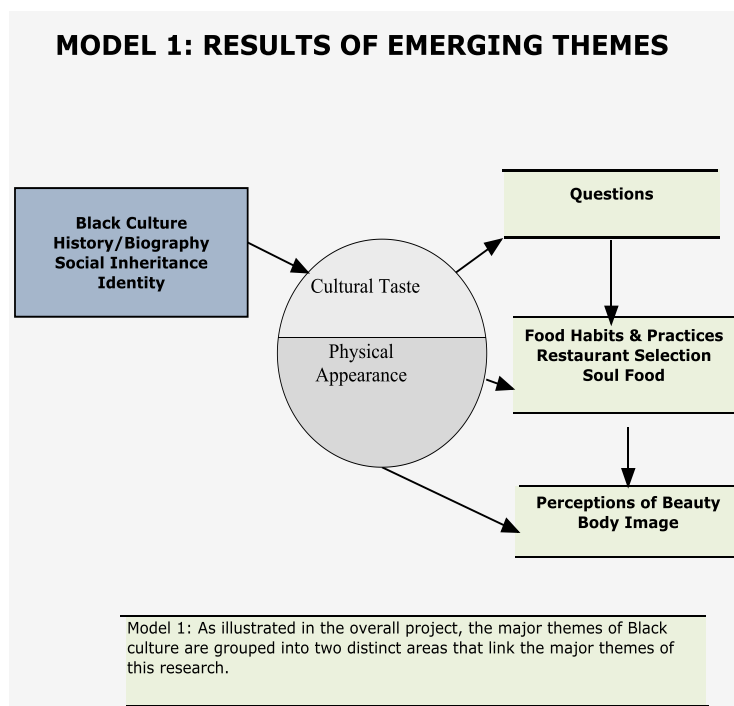 MODEL 1: RESULTS OF EMERGING THEMES
Black Culture
History/Biography
Social Inheritance
Identity
Cultural Taste
Physical
Appearance
Questions
Food Habits & Practices
Restaurant Selection
Soul Food
Perceptions of Beauty
Body Image
Model 1: As illustrated in the overall project, the major themes of Black
culture are grouped into two distinct areas that link the major themes of
this research.